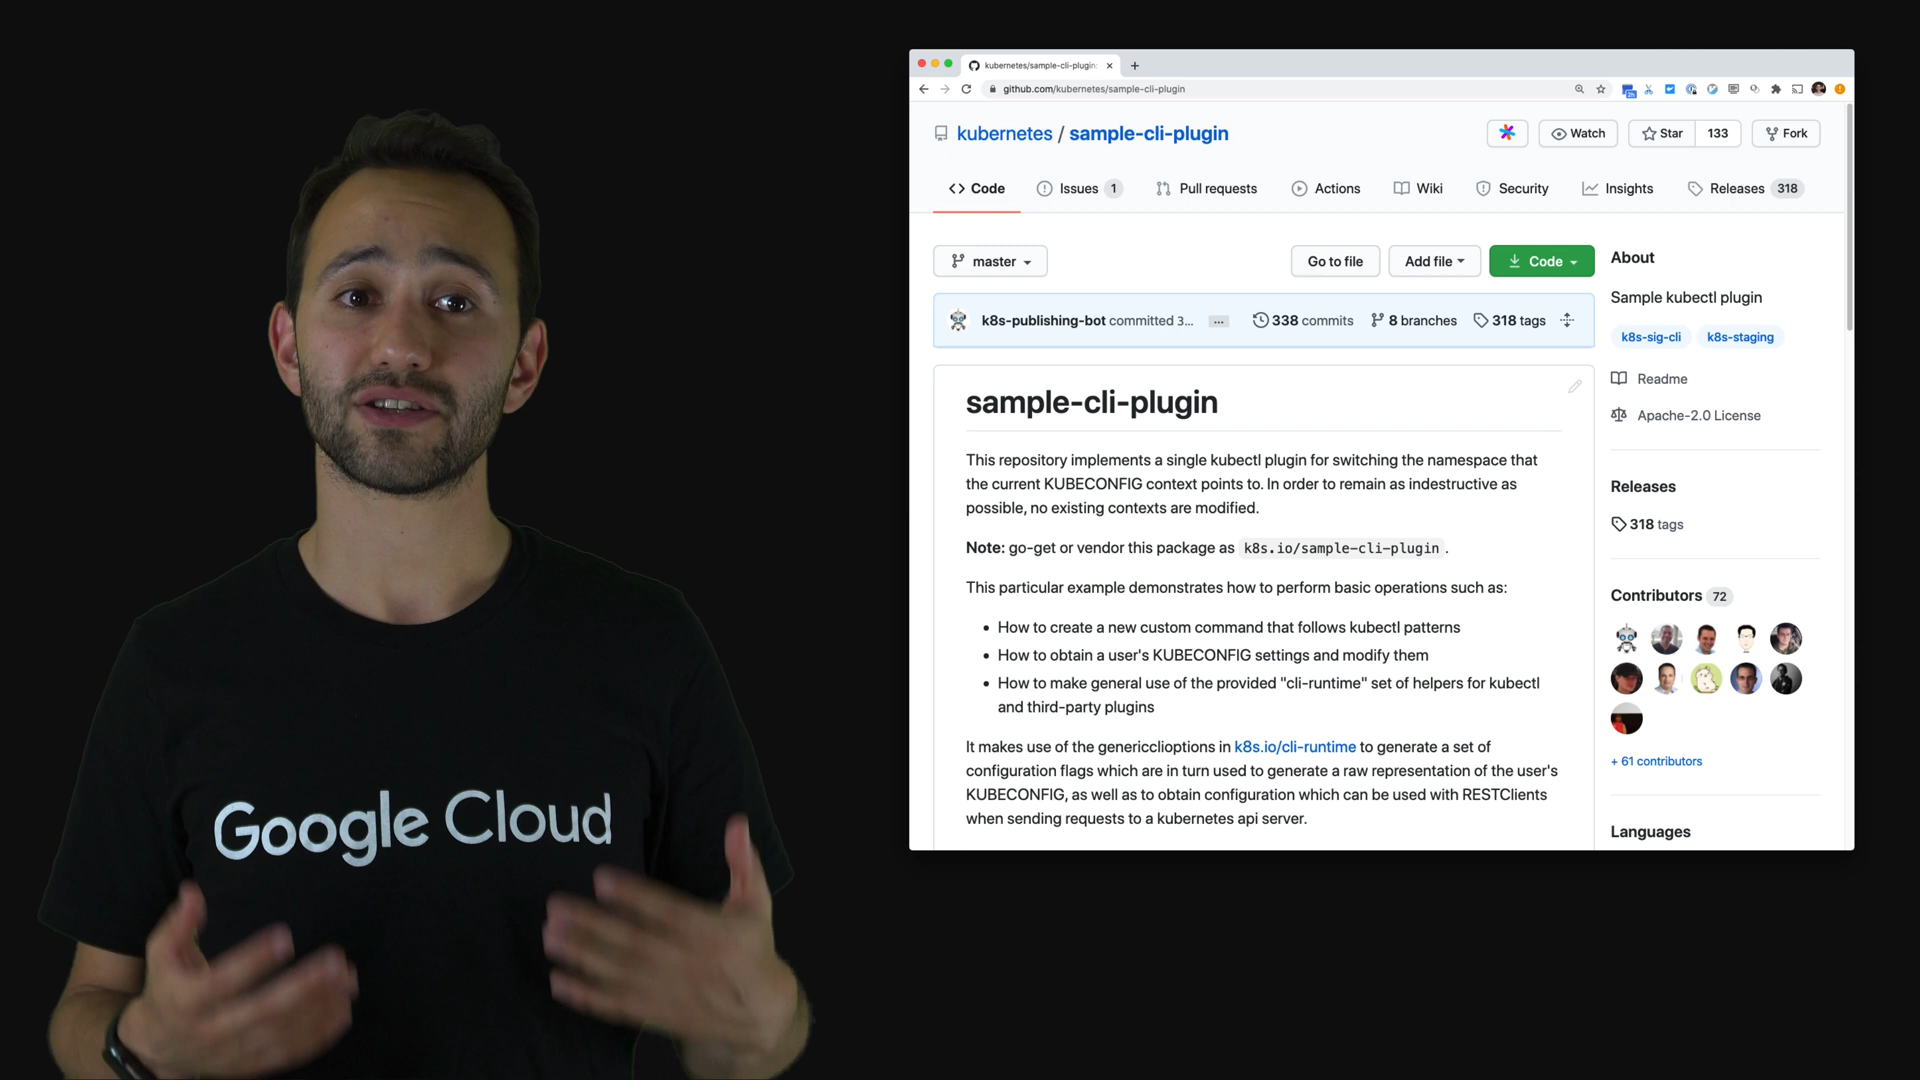 Google Cloud
kubernetes/sample-cli-plugin:
github.com/kubernetes/sample-cli-plugin
kubernetes / sample-cli-plugin
Watch
Star 133
Fork
Code
Issues 1
Pull requests
Actions
Wiki
Security
Insights
Releases 318
master
Go to file
Add file
Code
k8s-publishing-bot committed 3... ...
338 commits
8 branches
318 tags
sample-cli-plugin
This repository implements a single kubectl plugin for switching the namespace that
the current KUBECONFIG context points to. In order to remain as indestructive as
possible, no existing contexts are modified.
Note: go-get or vendor this package as k8s.io/sample-cli-plugin .
This particular example demonstrates how to perform basic operations such as:
• How to create a new custom command that follows kubectl patterns
• How to obtain a user's KUBECONFIG settings and modify them
• How to make general use of the provided "cli-runtime" set of helpers for kubectl
and third-party plugins
It makes use of the genericclioptions in k8s.io/cli-runtime to generate a set of
configuration flags which are in turn used to generate a raw representation of the user's
KUBECONFIG, as well as to obtain configuration which can be used with RESTClients
when sending requests to a kubernetes api server.
About
Sample kubectl plugin
k8s-sig-cli
k8s-staging
Readme
Apache-2.0 License
Releases
318 tags
Contributors 72
+ 61 contributors
Languages